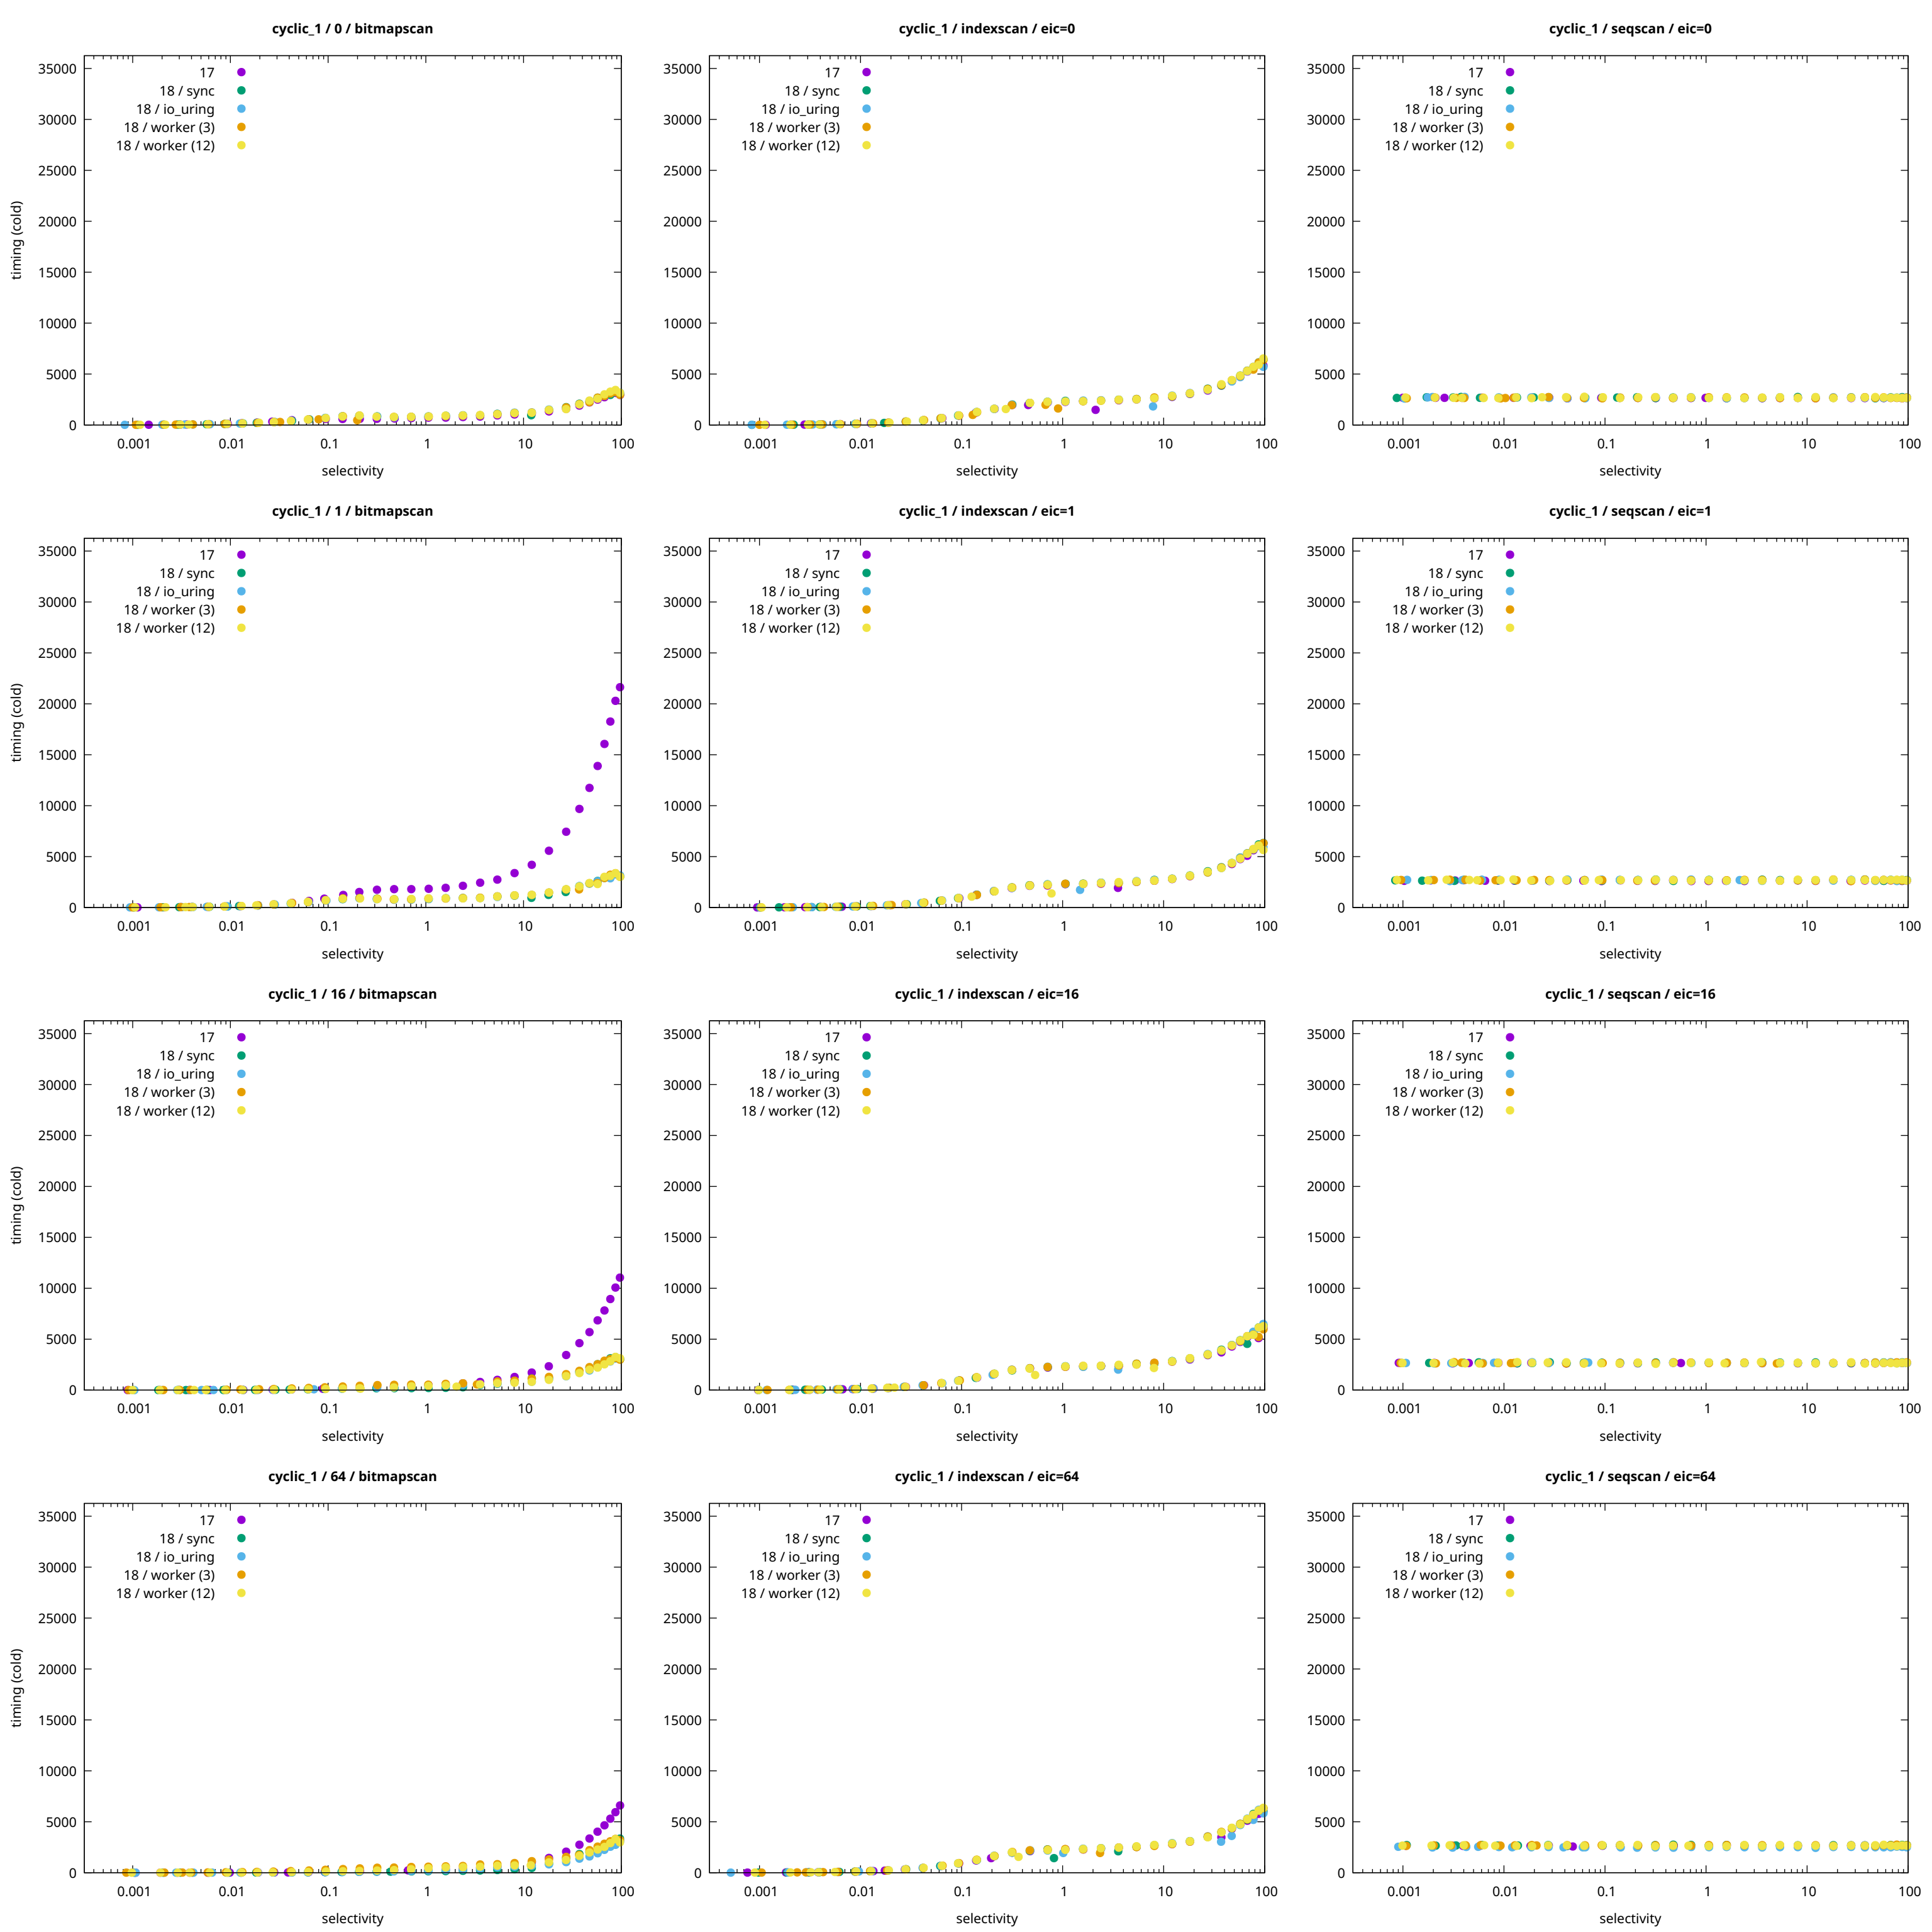 cyclic_1 / 0 / bitmapscan
35000
30000
25000
20000
15000
10000
5000
0
timing (cold)
17
18 / sync
18 / io_uring
18 / worker (3)
18 / worker (12)
0.001 0.01 0.1 1 10 100
selectivity
cyclic_1 / indexscan / eic=0
35000
30000
25000
20000
15000
10000
5000
0
17
18 / sync
18 / io_uring
18 / worker (3)
18 / worker (12)
0.001 0.01 0.1 1 10 100
selectivity
cyclic_1 / seqscan / eic=0
35000
30000
25000
20000
15000
10000
5000
0
17
18 / sync
18 / io_uring
18 / worker (3)
18 / worker (12)
0.001 0.01 0.1 1 10 100
selectivity
cyclic_1 / 1 / bitmapscan
35000
30000
25000
20000
15000
10000
5000
0
timing (cold)
17
18 / sync
18 / io_uring
18 / worker (3)
18 / worker (12)
0.001 0.01 0.1 1 10 100
selectivity
cyclic_1 / indexscan / eic=1
35000
30000
25000
20000
15000
10000
5000
0
17
18 / sync
18 / io_uring
18 / worker (3)
18 / worker (12)
0.001 0.01 0.1 1 10 100
selectivity
cyclic_1 / seqscan / eic=1
35000
30000
25000
20000
15000
10000
5000
0
17
18 / sync
18 / io_uring
18 / worker (3)
18 / worker (12)
0.001 0.01 0.1 1 10 100
selectivity
cyclic_1 / 16 / bitmapscan
35000
30000
25000
20000
15000
10000
5000
0
timing (cold)
17
18 / sync
18 / io_uring
18 / worker (3)
18 / worker (12)
0.001 0.01 0.1 1 10 100
selectivity
cyclic_1 / indexscan / eic=16
35000
30000
25000
20000
15000
10000
5000
0
17
18 / sync
18 / io_uring
18 / worker (3)
18 / worker (12)
0.001 0.01 0.1 1 10 100
selectivity
cyclic_1 / seqscan / eic=16
35000
30000
25000
20000
15000
10000
5000
0
17
18 / sync
18 / io_uring
18 / worker (3)
18 / worker (12)
0.001 0.01 0.1 1 10 100
selectivity
cyclic_1 / 64 / bitmapscan
35000
30000
25000
20000
15000
10000
5000
0
timing (cold)
17
18 / sync
18 / io_uring
18 / worker (3)
18 / worker (12)
0.001 0.01 0.1 1 10 100
selectivity
cyclic_1 / indexscan / eic=64
35000
30000
25000
20000
15000
10000
5000
0
17
18 / sync
18 / io_uring
18 / worker (3)
18 / worker (12)
0.001 0.01 0.1 1 10 100
selectivity
cyclic_1 / seqscan / eic=64
35000
30000
25000
20000
15000
10000
5000
0
17
18 / sync
18 / io_uring
18 / worker (3)
18 / worker (12)
0.001 0.01 0.1 1 10 100
selectivity